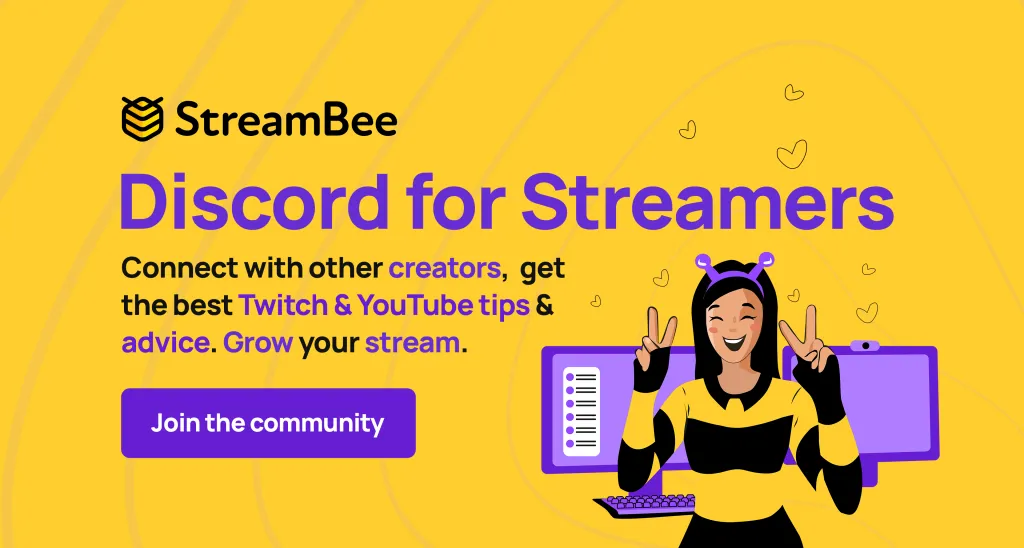 StreamBee
Discord for Streamers
Connect with other creators, get
the best Twitch & YouTube tips &
advice. Grow your stream.
Join the community